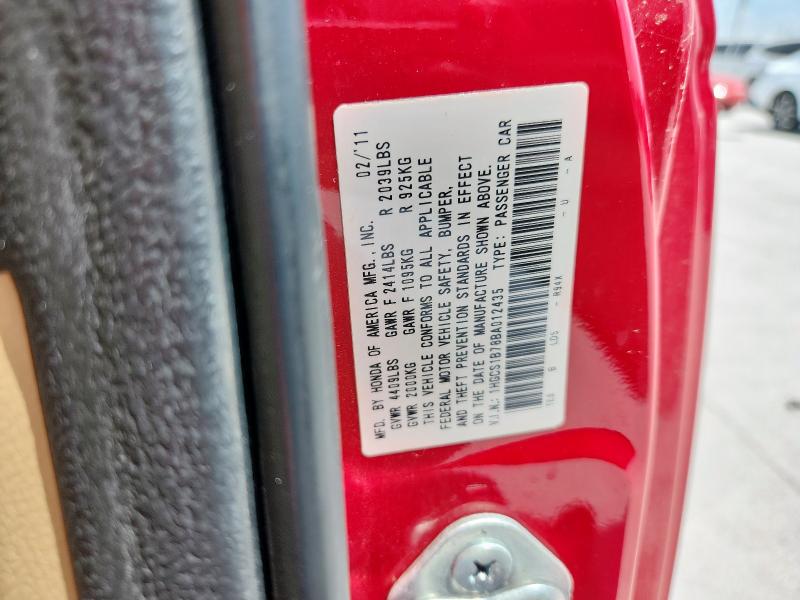 MFD. BY HONDA OF AMERICA MFG., INC. 02/'11
GVWR 4409LBS GAWR F 2414LBS R 2039LBS
GVWR 2000KG GAWR F 1095KG R 925KG
THIS VEHICLE CONFORMS TO ALL APPLICABLE
FEDERAL MOTOR VEHICLE SAFETY, BUMPER,
AND THEFT PREVENTION STANDARDS IN EFFECT
ON THE DATE OF MANUFACTURE SHOWN ABOVE.
V.I.N.: 1HGCS1B78BA012435 TYPE: PASSENGER CAR
B LDS - R94X - U - A